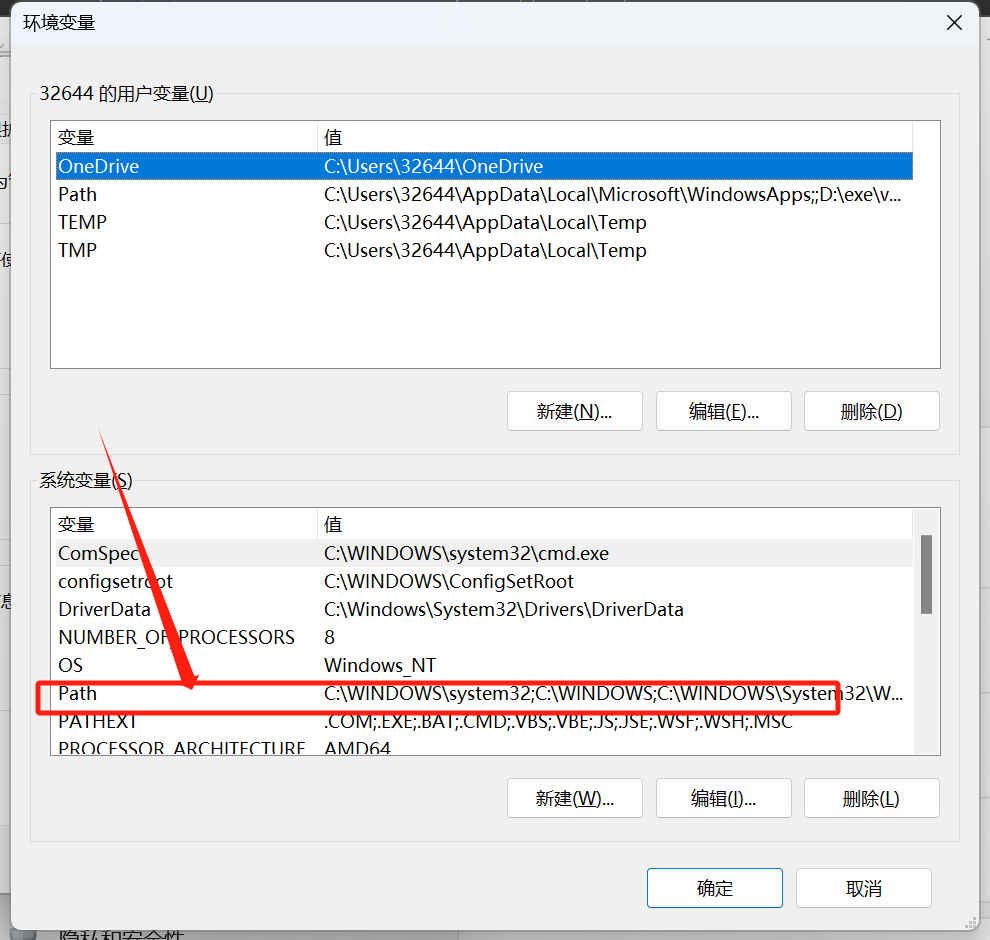 环境变量
32644 的用户变量(U)
变量 值
OneDrive C:\Users\32644\OneDrive
Path C:\Users\32644\AppData\Local\Microsoft\WindowsApps;;D:\exe\v...
TEMP C:\Users\32644\AppData\Local\Temp
TMP C:\Users\32644\AppData\Local\Temp
新建(N)... 编辑(E)... 删除(D)
系统变量(S)
变量 值
ComSpec C:\WINDOWS\system32\cmd.exe
configsetroot C:\WINDOWS\ConfigSetRoot
DriverData C:\Windows\System32\Drivers\DriverData
NUMBER_OF_PROCESSORS 8
OS Windows_NT
Path C:\WINDOWS\system32;C:\WINDOWS;C:\WINDOWS\System32\W...
PATHEXT .COM;.EXE;.BAT;.CMD;.VBS;.VBE;.JS;.JSE;.WSF;.WSH;.MSC
PROCESSOR_ARCHITECTURE AMD64
新建(W)... 编辑(I)... 删除(L)
确定 取消
隐私和安全性